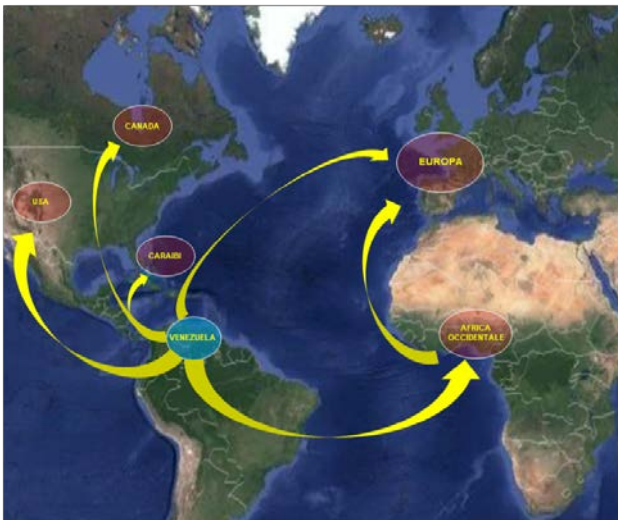 CANADA
EUROPA
USA
CARAIBI
VENEZUELA
AFRICA
OCCIDENTALE